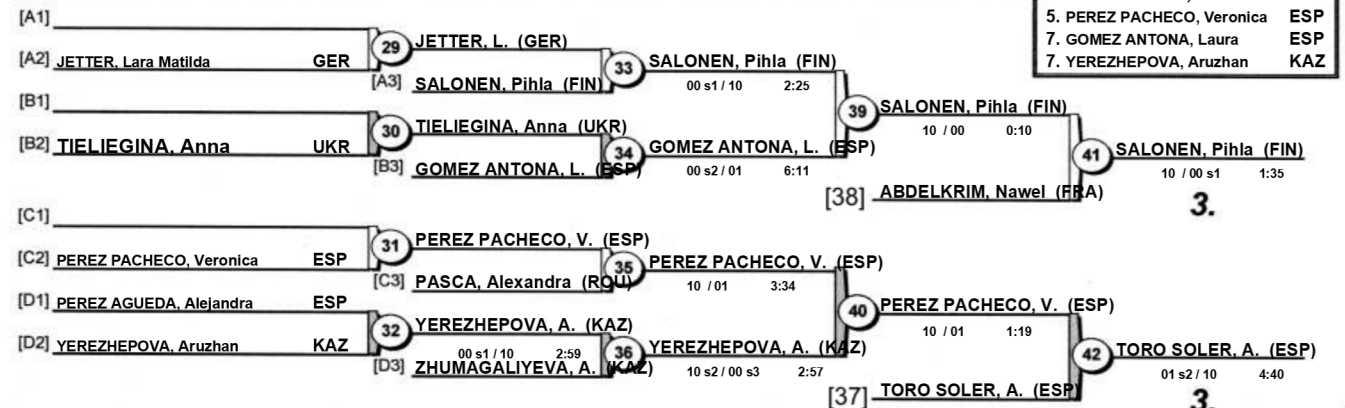 5. PEREZ PACHECO, Veronica ESP
7. GOMEZ ANTONA, Laura ESP
7. YEREZHEPOVA, Aruzhan KAZ
[A1]
[A2] JETTER, Lara Matilda GER
29 JETTER, L. (GER)
[A3] SALONEN, Pihla (FIN)
33 SALONEN, Pihla (FIN)
00 s1 / 10 2:25
[B1]
[B2] TIELIEGINA, Anna UKR
30 TIELIEGINA, Anna (UKR)
[B3] GOMEZ ANTONA, L. (ESP)
34 GOMEZ ANTONA, L. (ESP)
00 s2 / 01 6:11
39 SALONEN, Pihla (FIN)
10 / 00 0:10
[38] ABDELKRIM, Nawel (FRA)
41 SALONEN, Pihla (FIN)
10 / 00 s1 1:35
3.
[C1]
[C2] PEREZ PACHECO, Veronica ESP
31 PEREZ PACHECO, V. (ESP)
[C3] PASCA, Alexandra (ROU)
35 PEREZ PACHECO, V. (ESP)
10 / 01 3:34
[D1] PEREZ AGUEDA, Alejandra ESP
[D2] YEREZHEPOVA, Aruzhan KAZ
32 YEREZHEPOVA, A. (KAZ)
00 s1 / 10 2:59
[D3] ZHUMAGALIYEVA, A. (KAZ)
36 YEREZHEPOVA, A. (KAZ)
10 s2 / 00 s3 2:57
40 PEREZ PACHECO, V. (ESP)
10 / 01 1:19
[37] TORO SOLER, A. (ESP)
42 TORO SOLER, A. (ESP)
01 s2 / 10 4:40
3.